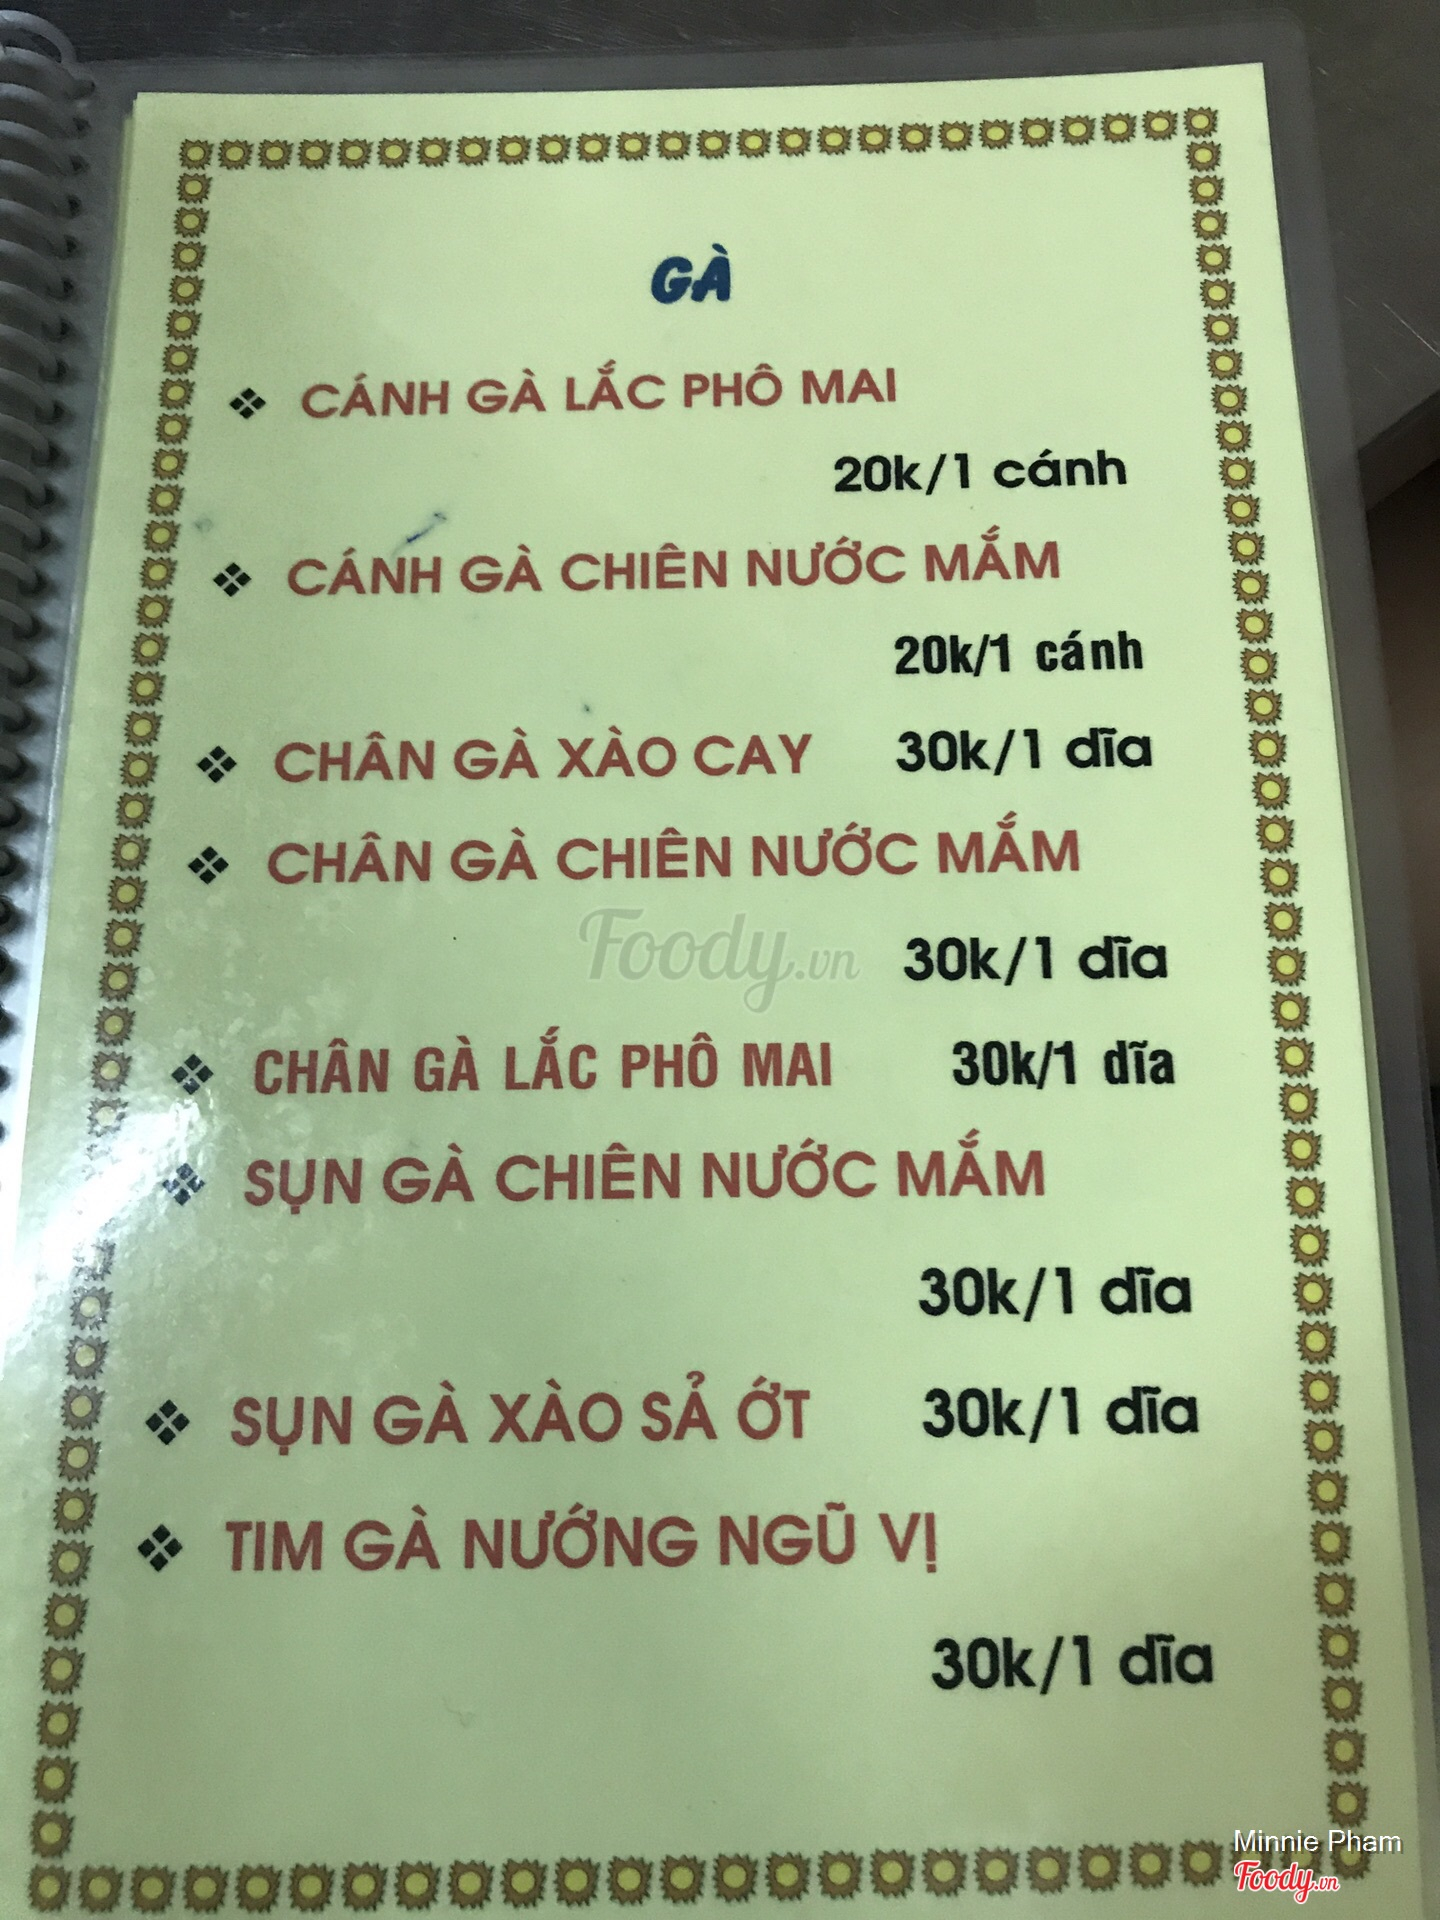 GÀ
CÁNH GÀ LẮC PHÔ MAI
20k/1 cánh
CÁNH GÀ CHIÊN NƯỚC MẮM
20k/1 cánh
CHÂN GÀ XÀO CAY 30k/1 dĩa
CHÂN GÀ CHIÊN NƯỚC MẮM
Foody.vn
30k/1 dĩa
CHÂN GÀ LẮC PHÔ MAI 30k/1 dĩa
SỤN GÀ CHIÊN NƯỚC MẮM
30k/1 dĩa
SỤN GÀ XÀO SẢ ỚT 30k/1 dĩa
TIM GÀ NƯỚNG NGŨ VỊ
30k/1 dĩa
Minnie Pham
Foody.vn